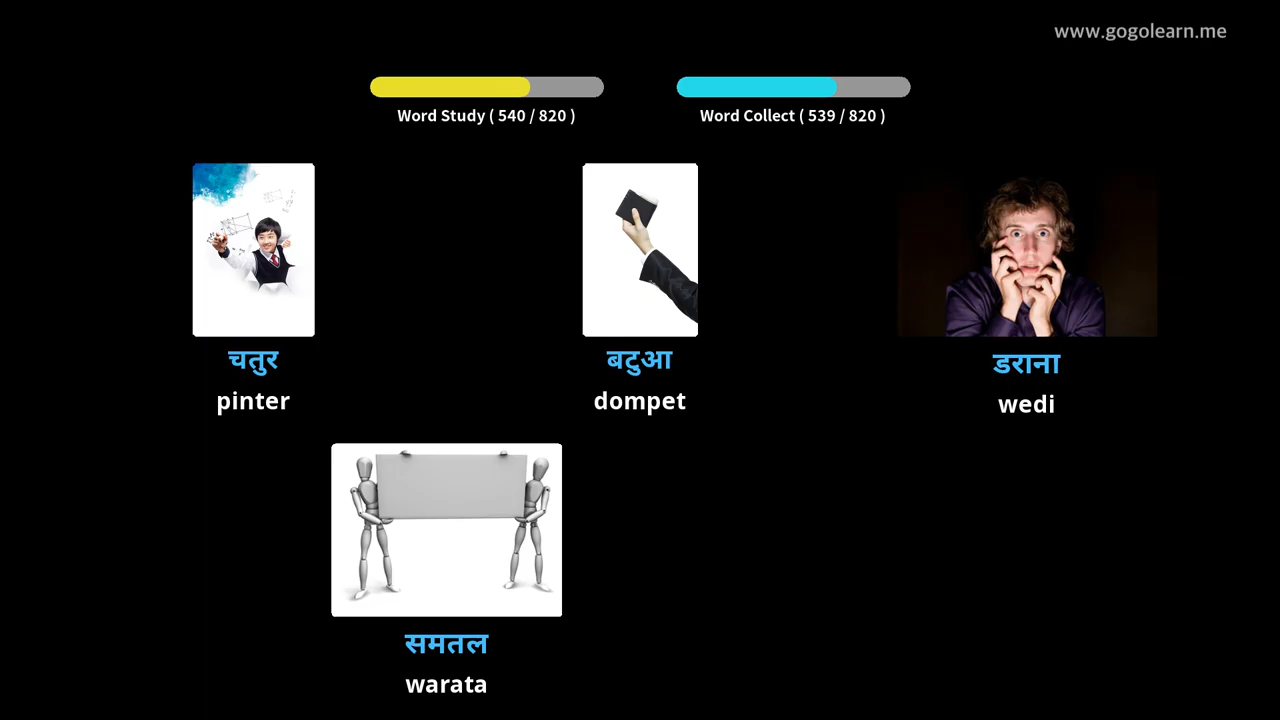 www.gogolearn.me
Word Study ( 540 / 820 )
Word Collect ( 539 / 820 )
चतुर
pinter
बटुआ
dompet
डराना
wedi
समतल
warata